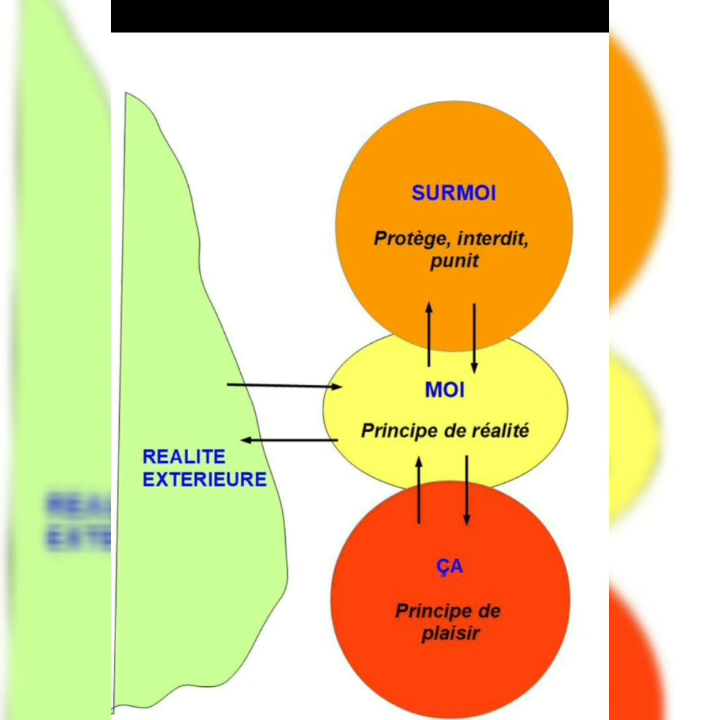 SURMOI
Protège, interdit,
punit
MOI
Principe de réalité
REALITE
EXTERIEURE
ÇA
Principe de
plaisir